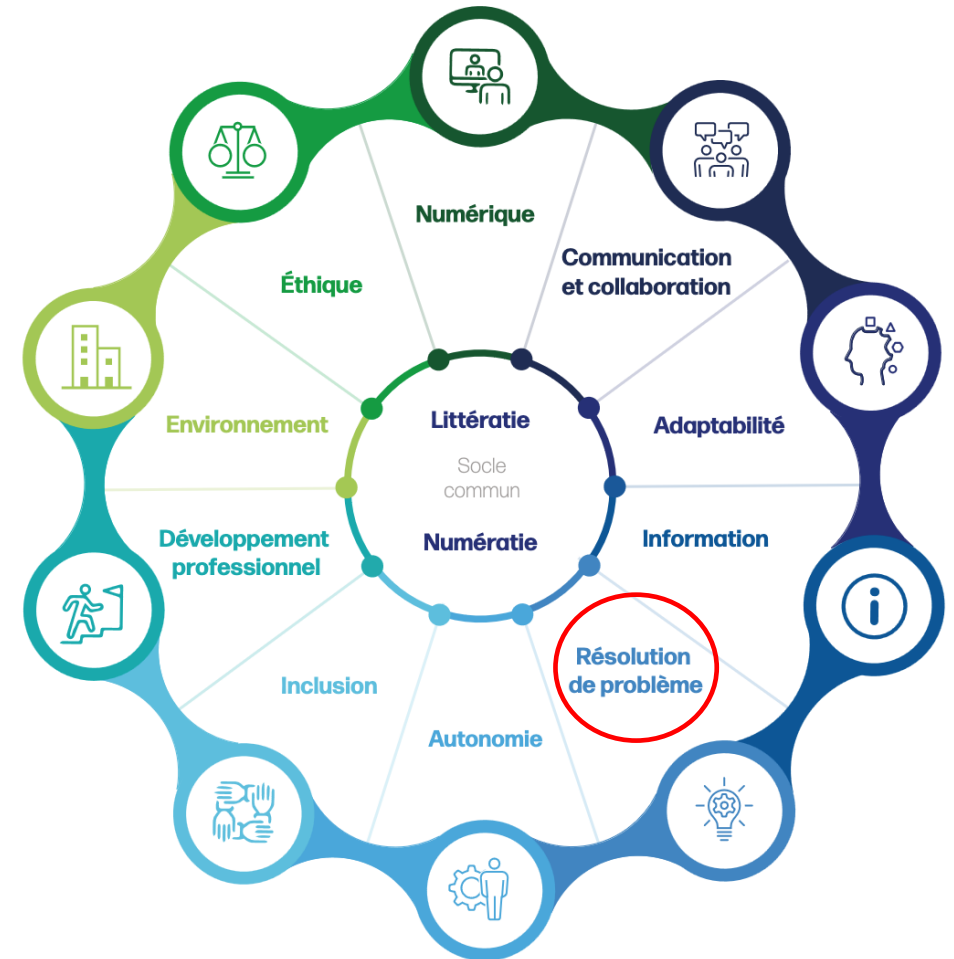 Numérique
Communication
et collaboration
Éthique
Littératie
Environnement
Adaptabilité
Socle
commun
Développement
professionnel
Numératie
Information
Résolution
de problème
Inclusion
Autonomie